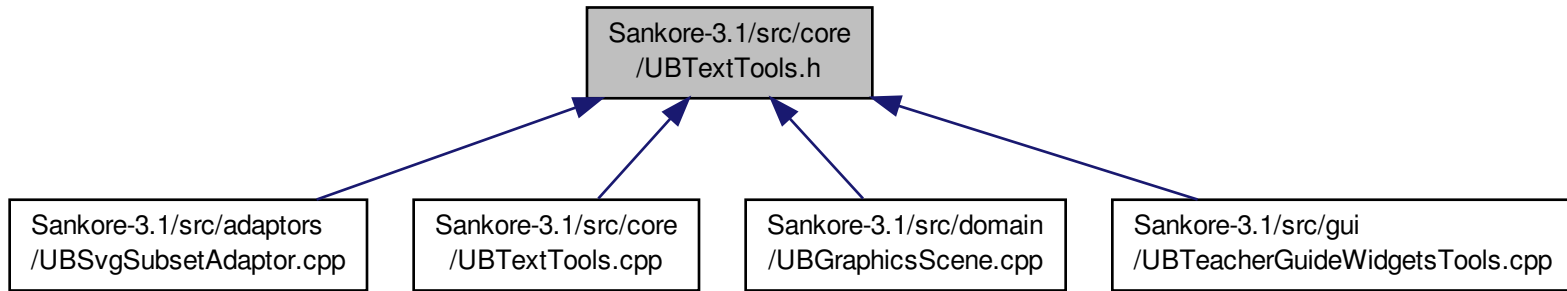 Sankore-3.1/src/core
/UBTextTools.h
Sankore-3.1/src/adaptors
/UBSvgSubsetAdaptor.cpp
Sankore-3.1/src/core
/UBTextTools.cpp
Sankore-3.1/src/domain
/UBGraphicsScene.cpp
Sankore-3.1/src/gui
/UBTeacherGuideWidgetsTools.cpp